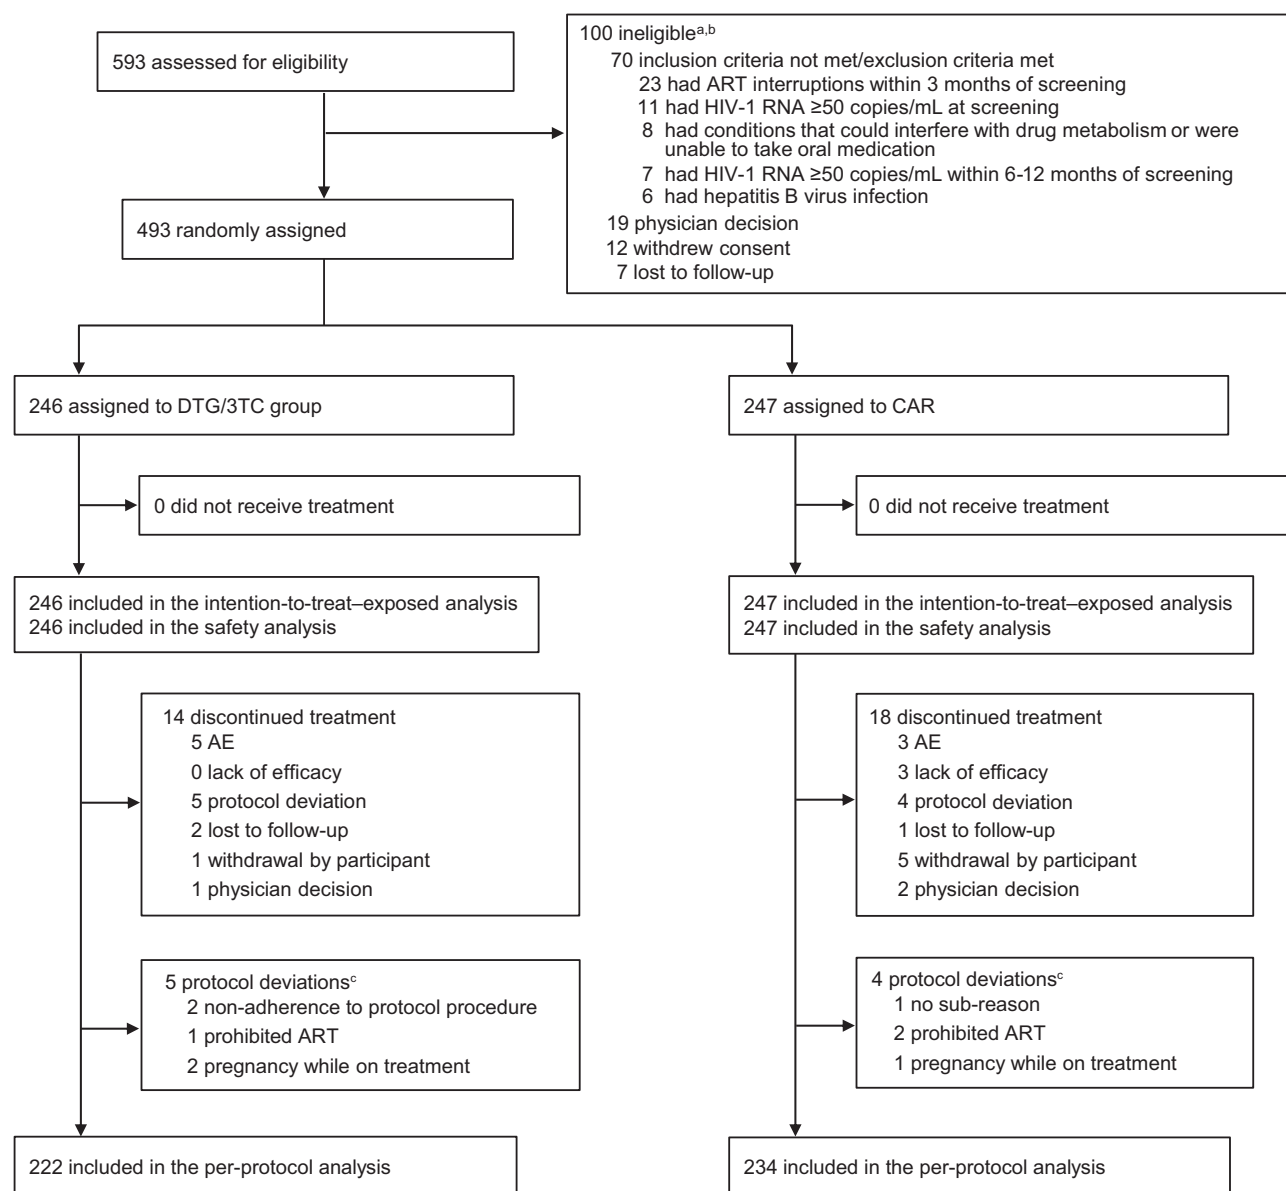 593 assessed for eligibility
100 ineligibleᵃ,ᵇ
70 inclusion criteria not met/exclusion criteria met
23 had ART interruptions within 3 months of screening
11 had HIV-1 RNA ≥50 copies/mL at screening
8 had conditions that could interfere with drug metabolism or were
unable to take oral medication
7 had HIV-1 RNA ≥50 copies/mL within 6-12 months of screening
6 had hepatitis B virus infection
19 physician decision
12 withdrew consent
7 lost to follow-up
493 randomly assigned
246 assigned to DTG/3TC group
247 assigned to CAR
0 did not receive treatment
0 did not receive treatment
246 included in the intention-to-treat–exposed analysis
246 included in the safety analysis
247 included in the intention-to-treat–exposed analysis
247 included in the safety analysis
14 discontinued treatment
5 AE
0 lack of efficacy
5 protocol deviation
2 lost to follow-up
1 withdrawal by participant
1 physician decision
18 discontinued treatment
3 AE
3 lack of efficacy
4 protocol deviation
1 lost to follow-up
5 withdrawal by participant
2 physician decision
5 protocol deviationsᶜ
2 non-adherence to protocol procedure
1 prohibited ART
2 pregnancy while on treatment
4 protocol deviationsᶜ
1 no sub-reason
2 prohibited ART
1 pregnancy while on treatment
222 included in the per-protocol analysis
234 included in the per-protocol analysis